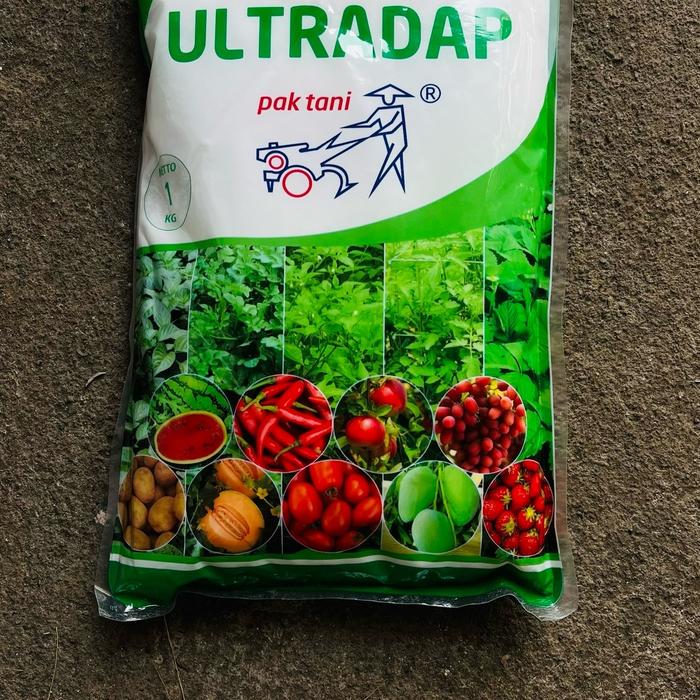 ULTRADAP
pak tani
®
NETTO
1
KG